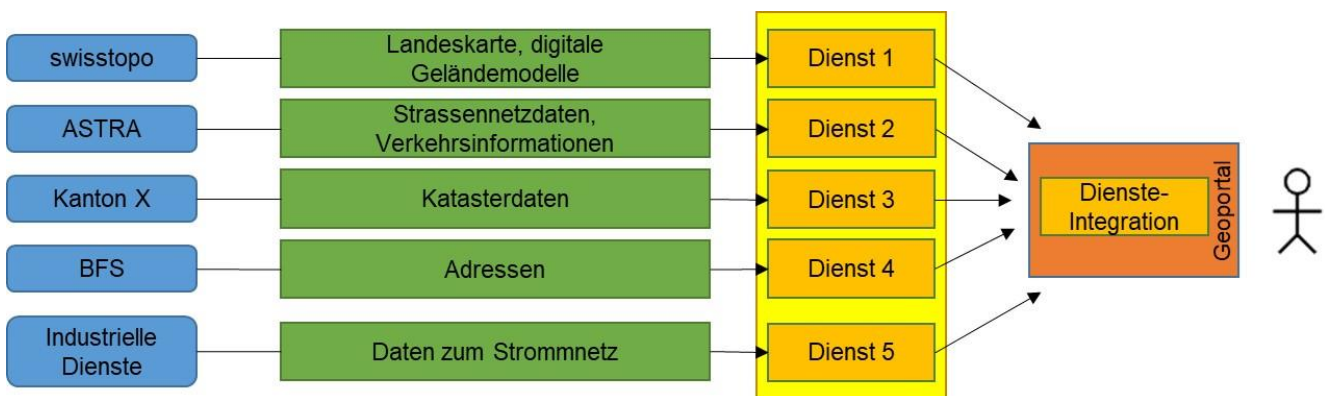 swisstopo
Landeskarte, digitale
Geländemodelle
Dienst 1
ASTRA
Strassennetzdaten,
Verkehrsinformationen
Dienst 2
Kanton X
Katasterdaten
Dienst 3
BFS
Adressen
Dienst 4
Industrielle
Dienste
Daten zum Strommnetz
Dienst 5
Dienste-
Integration
Geoportal